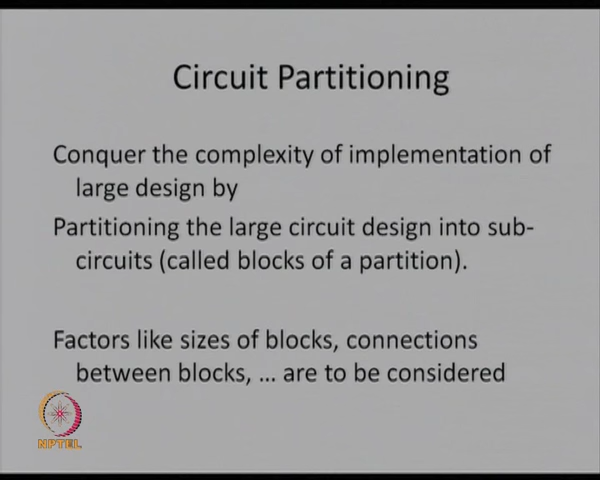 Circuit Partitioning
Conquer the complexity of implementation of
large design by
Partitioning the large circuit design into sub-
circuits (called blocks of a partition).
Factors like sizes of blocks, connections
between blocks, ... are to be considered
NPTEL